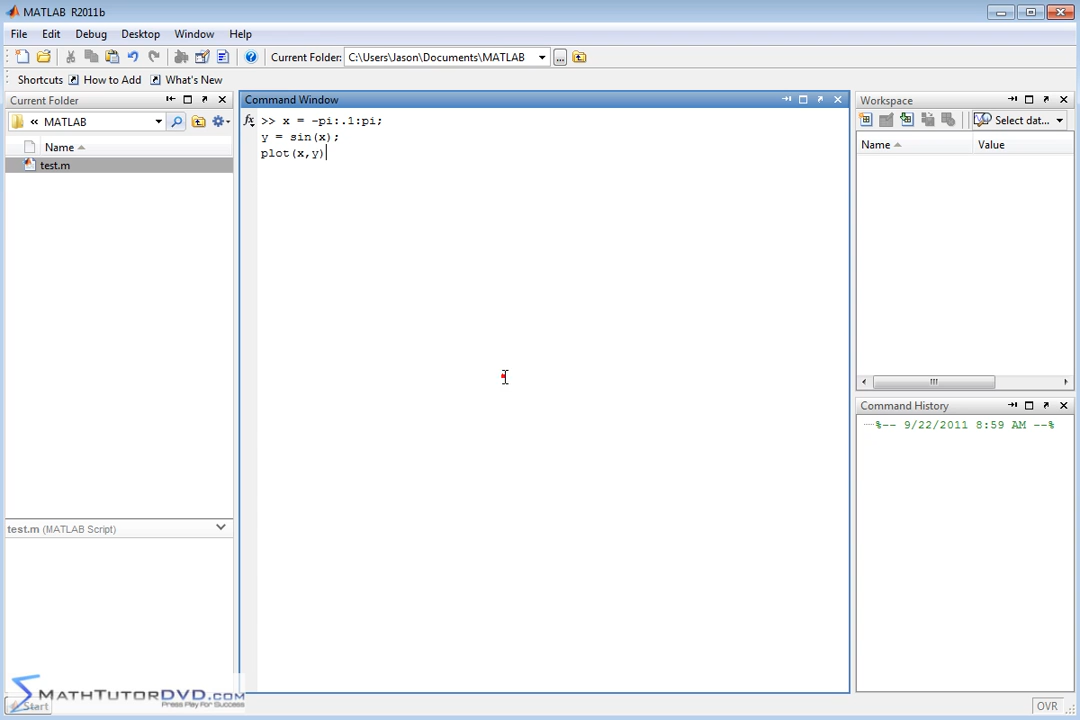 MATLAB R2011b
File Edit Debug Desktop Window Help
Current Folder: C:\Users\Jason\Documents\MATLAB ...
Shortcuts How to Add What's New
Current Folder
« MATLAB
Name
test.m
test.m (MATLAB Script)
Command Window
fx >> x = -pi:.1:pi;
y = sin(x);
plot(x,y)
Workspace
Select dat...
Name Value
Command History
%-- 9/22/2011 8:59 AM --%
MATHTUTORDVD.COM
Press Play For Success
Start
OVR